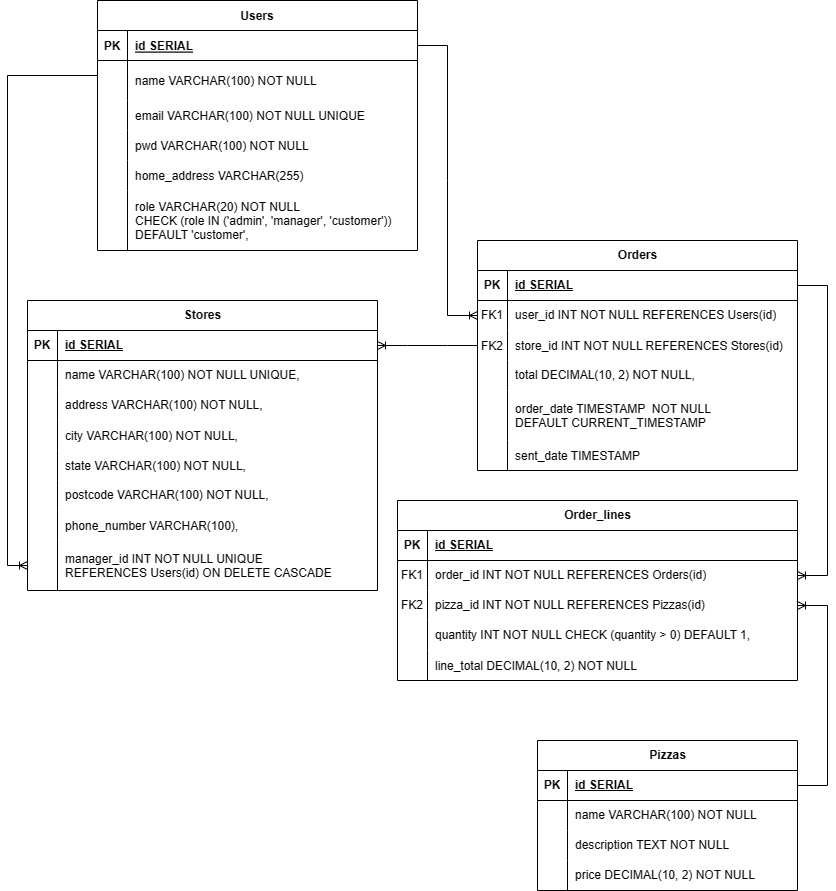 Users
PK id SERIAL
name VARCHAR(100) NOT NULL
email VARCHAR(100) NOT NULL UNIQUE
pwd VARCHAR(100) NOT NULL
home_address VARCHAR(255)
role VARCHAR(20) NOT NULL
CHECK (role IN ('admin', 'manager', 'customer'))
DEFAULT 'customer',
Orders
PK id SERIAL
FK1 user_id INT NOT NULL REFERENCES Users(id)
FK2 store_id INT NOT NULL REFERENCES Stores(id)
total DECIMAL(10, 2) NOT NULL,
order_date TIMESTAMP  NOT NULL
DEFAULT CURRENT_TIMESTAMP
sent_date TIMESTAMP
Stores
PK id SERIAL
name VARCHAR(100) NOT NULL UNIQUE,
address VARCHAR(100) NOT NULL,
city VARCHAR(100) NOT NULL,
state VARCHAR(100) NOT NULL,
postcode VARCHAR(100) NOT NULL,
phone_number VARCHAR(100),
manager_id INT NOT NULL UNIQUE
REFERENCES Users(id) ON DELETE CASCADE
Order_lines
PK id SERIAL
FK1 order_id INT NOT NULL REFERENCES Orders(id)
FK2 pizza_id INT NOT NULL REFERENCES Pizzas(id)
quantity INT NOT NULL CHECK (quantity > 0) DEFAULT 1,
line_total DECIMAL(10, 2) NOT NULL
Pizzas
PK id SERIAL
name VARCHAR(100) NOT NULL
description TEXT NOT NULL
price DECIMAL(10, 2) NOT NULL